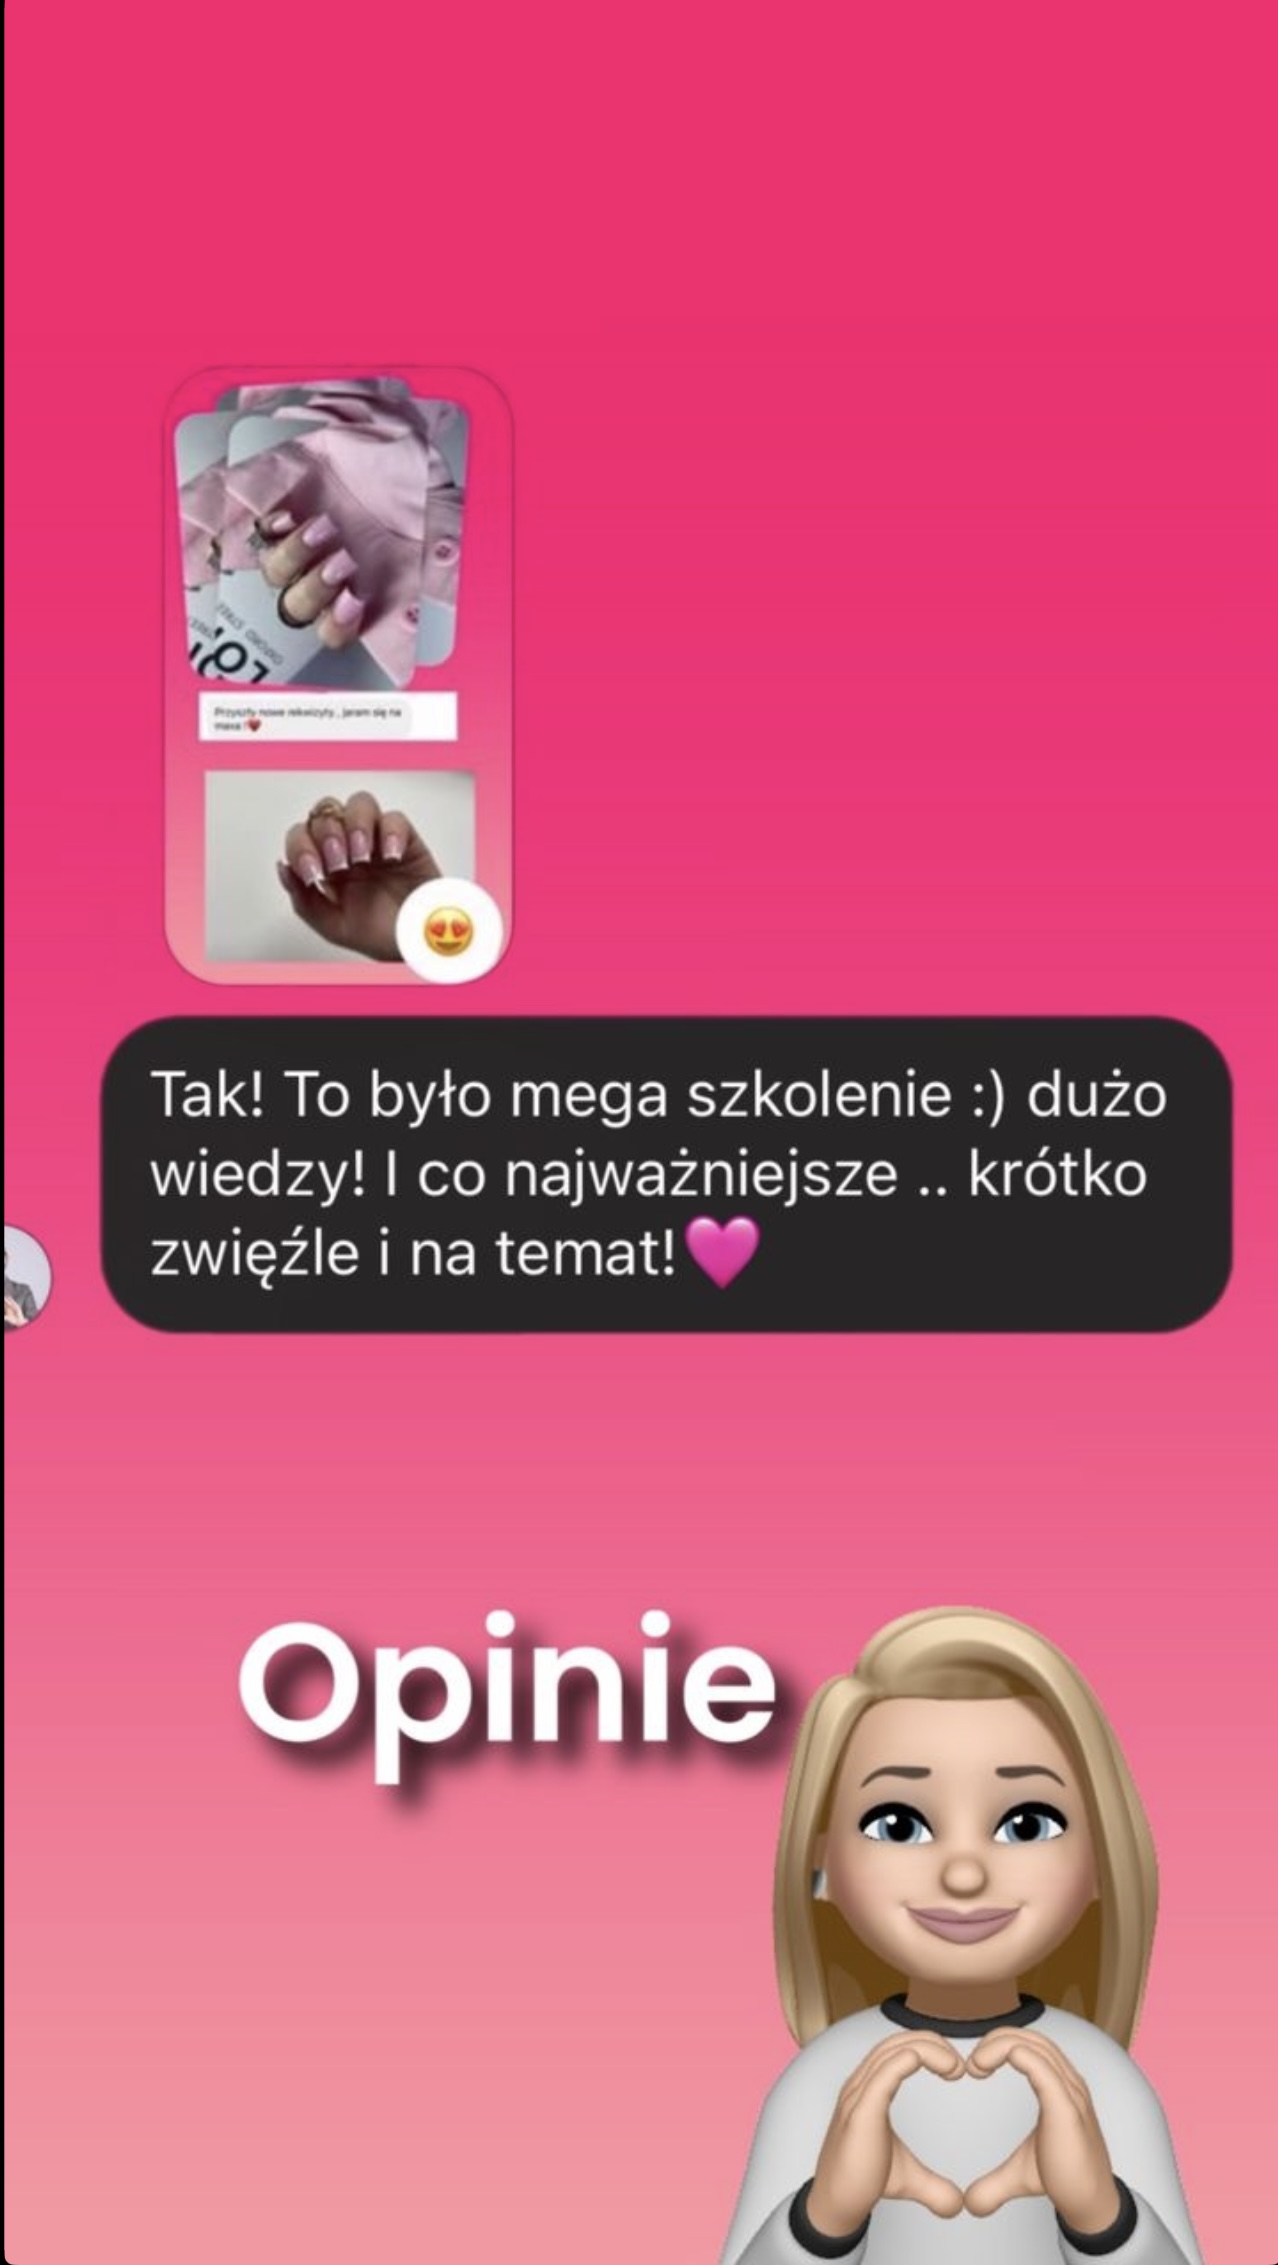 Przyszły nowe rekwizyty , jaram się na
maxa !❤️
Tak! To było mega szkolenie :) dużo
wiedzy! I co najważniejsze .. krótko
zwięźle i na temat!🩷
Opinie